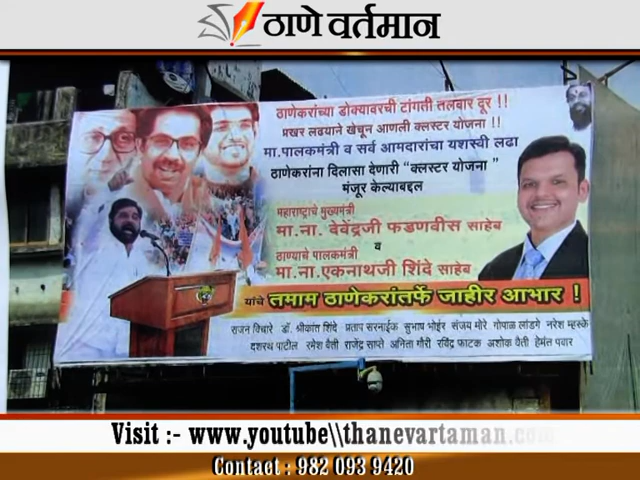 ठाणे वर्तमान
ठाणेकरांच्या डोक्यावरची टांगती तलवार दूर !!
प्रखर लढयाने खेचून आणली क्लस्टर योजना !!
मा.पालकमंत्री व सर्व आमदारांचा यशस्वी लढा
ठाणेकरांना दिलासा देणारी “क्लस्टर योजना ”
मंजूर केल्याबद्दल
महाराष्ट्राचे मुख्यमंत्री
मा.ना. देवेंद्रजी फडणवीस साहेब
व
ठाण्याचे पालकमंत्री
मा.ना.एकनाथजी शिंदे साहेब
यांचे तमाम ठाणेकरांतर्फे जाहीर आभार !
राजन विचारे डॉ. श्रीकांत शिंदे प्रताप सरनाईक सुभाष भोईर संजय मोरे गोपाळ लांडगे नरेश म्हस्के
दशरथ पाटील रमेश वैती राजेंद्र साप्ते अनिता गौरी रविंद्र फाटक अशोक वैती हेमंत पवार
Visit :- www.youtube\\thanevartaman.com
Contact : 982 093 9420